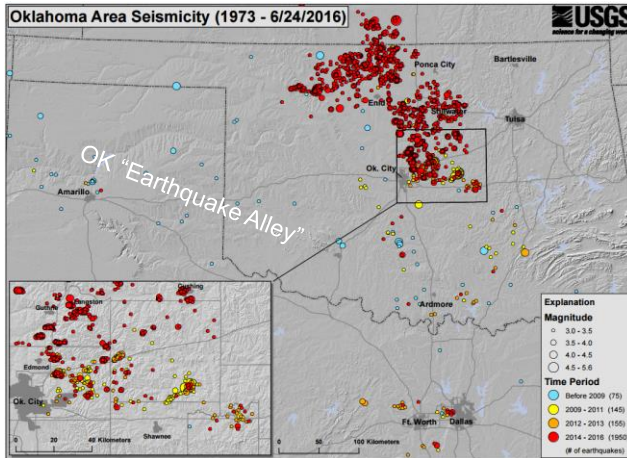 Oklahoma Area Seismicity (1973 - 6/24/2016)
USGS
science for a changing world
Ponca City
Bartlesville
Enid
Stillwater
Tulsa
Ok. City
OK "Earthquake Alley"
Amarillo
Ardmore
Cushing
Guthrie
Langston
Edmond
Ok. City
Shawnee
0 20 40 Kilometers
0 50 100 Kilometers
Ft. Worth
Dallas
Explanation
Magnitude
3.0 - 3.5
3.5 - 4.0
4.0 - 4.5
4.5 - 5.6
Time Period
Before 2009 (75)
2009 - 2011 (145)
2012 - 2013 (155)
2014 - 2016 (1950)
(# of earthquakes)